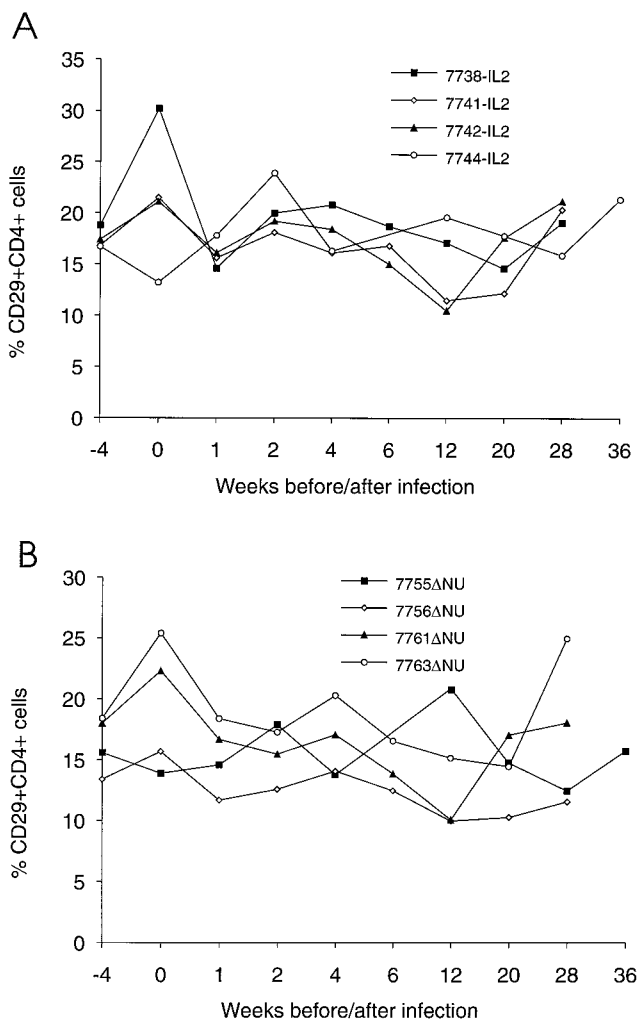 A
35
30
25
20
15
10
5
0
% CD29+CD4+ cells
7738-IL2
7741-IL2
7742-IL2
7744-IL2
-4 0 1 2 4 6 12 20 28 36
Weeks before/after infection
B
30
25
20
15
10
5
0
% CD29+CD4+ cells
7755ΔNU
7756ΔNU
7761ΔNU
7763ΔNU
-4 0 1 2 4 6 12 20 28 36
Weeks before/after infection